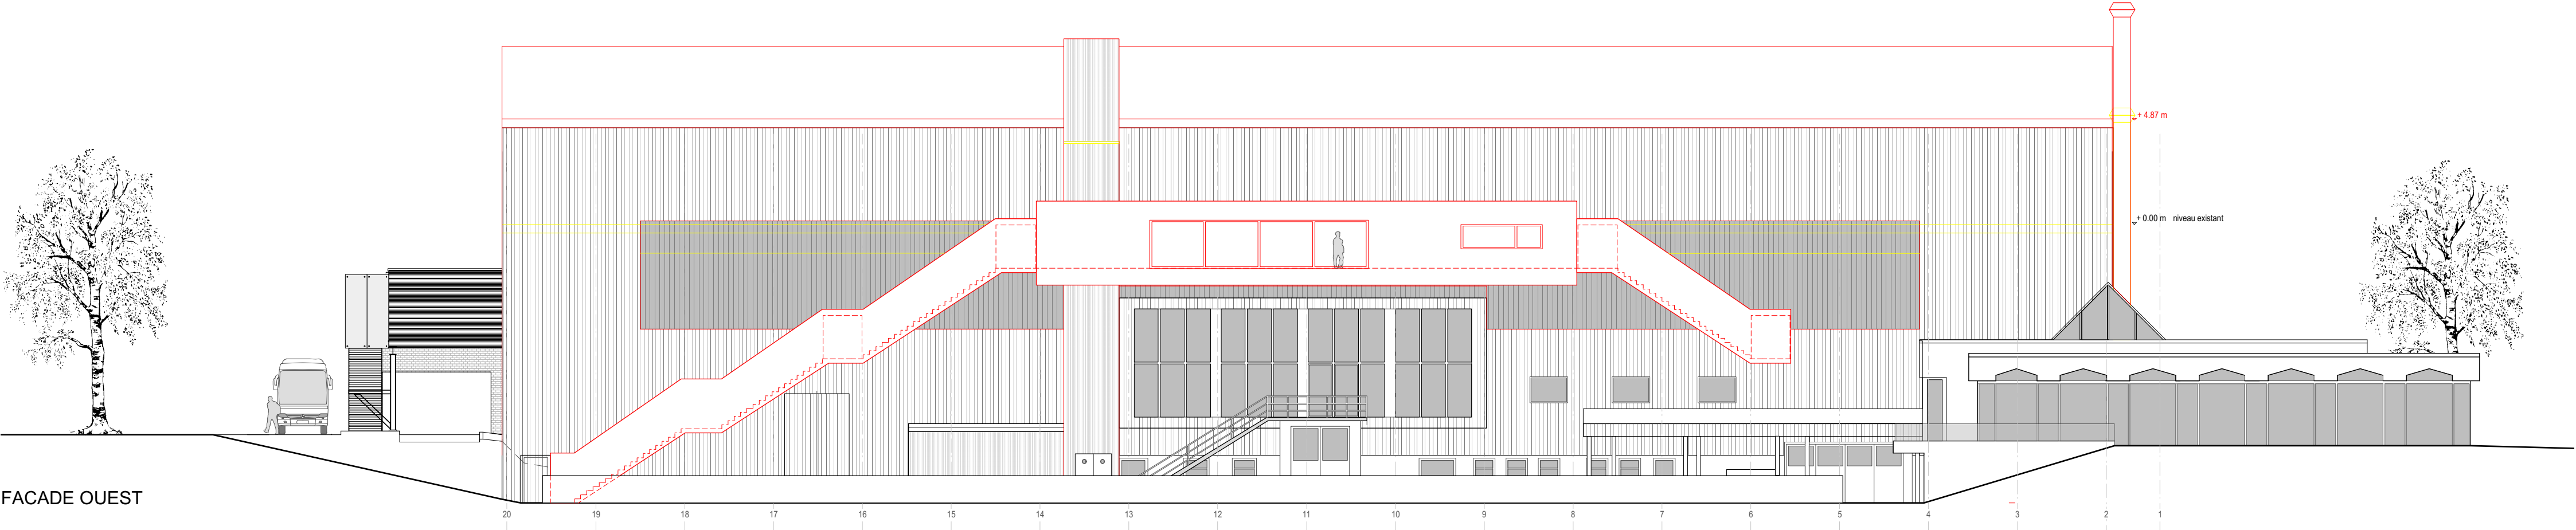 + 4.87 m
+ 0.00 m niveau existant
FACADE OUEST
20 19 18 17 16 15 14 13 12 11 10 9 8 7 6 5 4 3 2 1